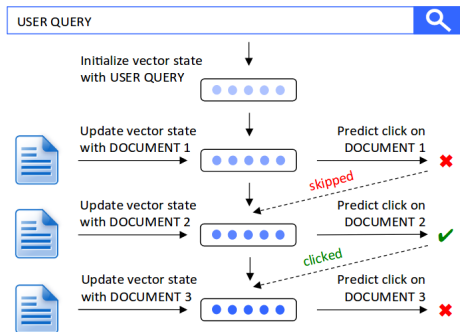 USER QUERY
Initialize vector state
with USER QUERY
Update vector state
with DOCUMENT 1
Predict click on
DOCUMENT 1
skipped
Update vector state
with DOCUMENT 2
Predict click on
DOCUMENT 2
clicked
Update vector state
with DOCUMENT 3
Predict click on
DOCUMENT 3